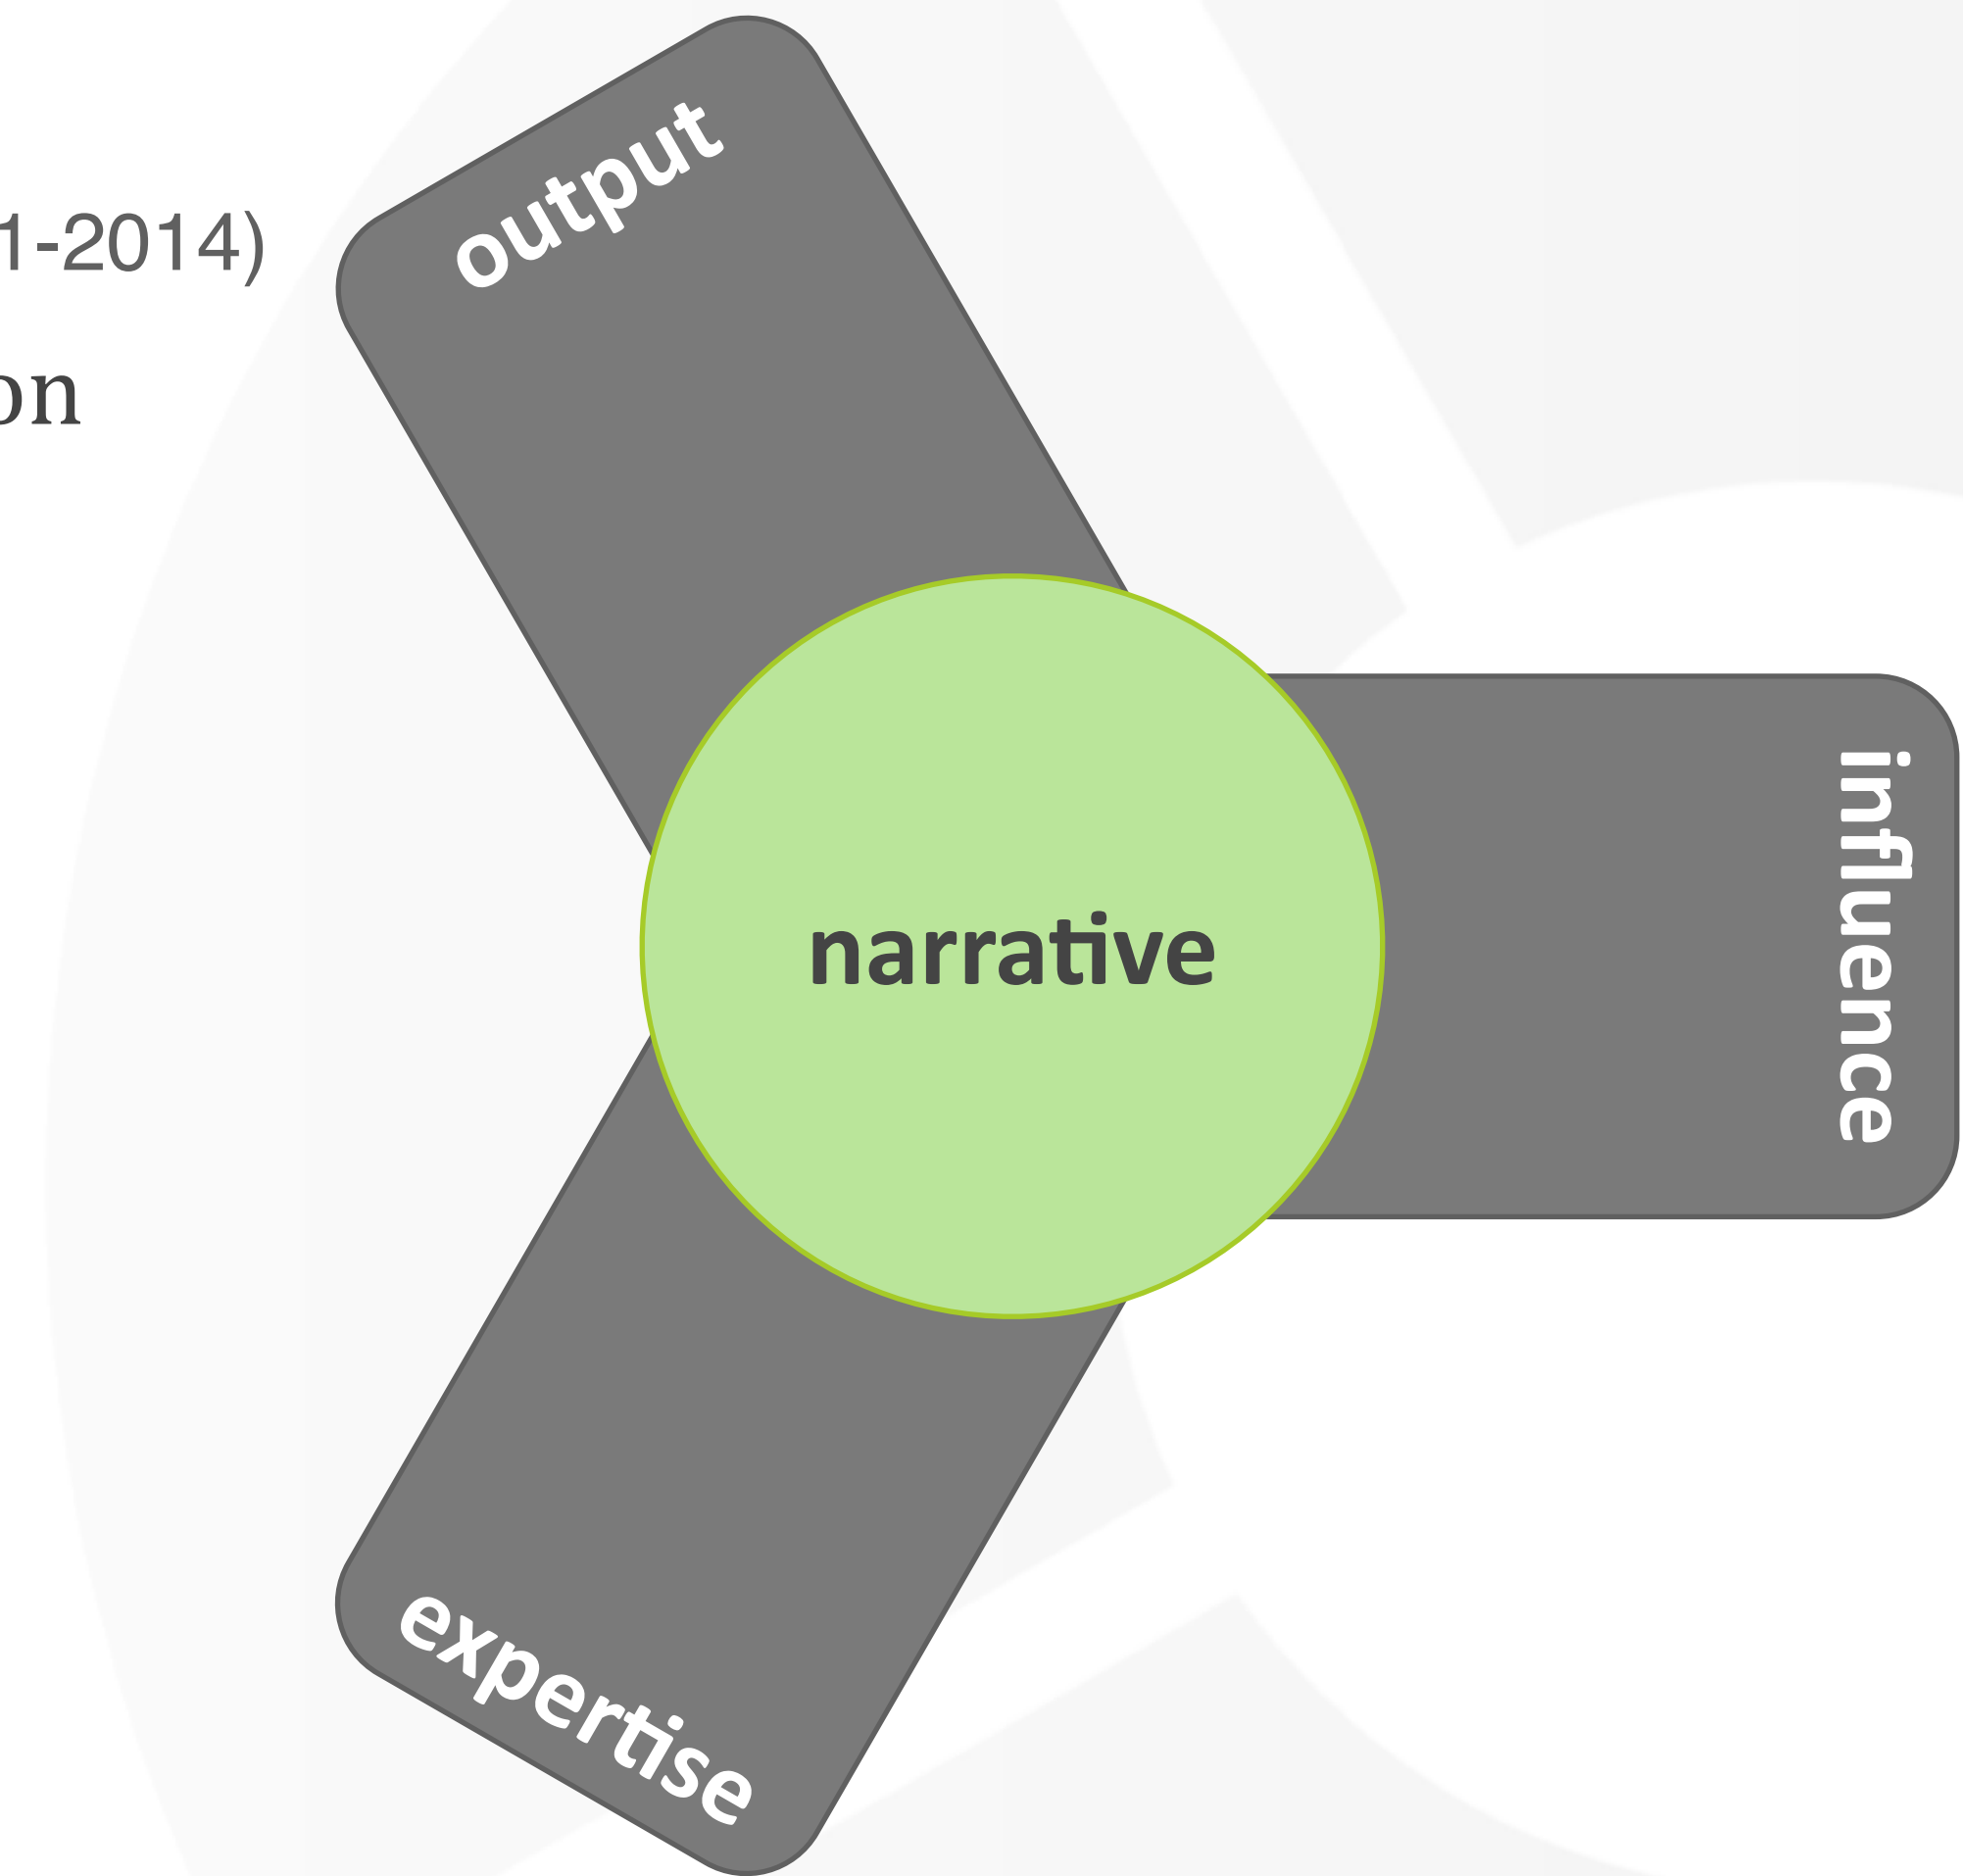 1-2014)
on
output
influence
narrative
expertise